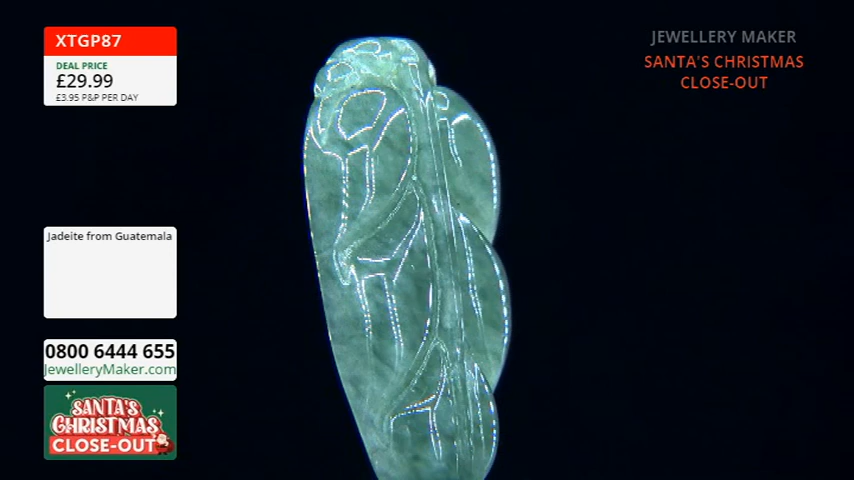 XTGP87
DEAL PRICE
£29.99
£3.95 P&P PER DAY
Jadeite from Guatemala
0800 6444 655
JewelleryMaker.com
SANTA'S
CHRISTMAS
CLOSE-OUT
JEWELLERY MAKER
SANTA'S CHRISTMAS
CLOSE-OUT